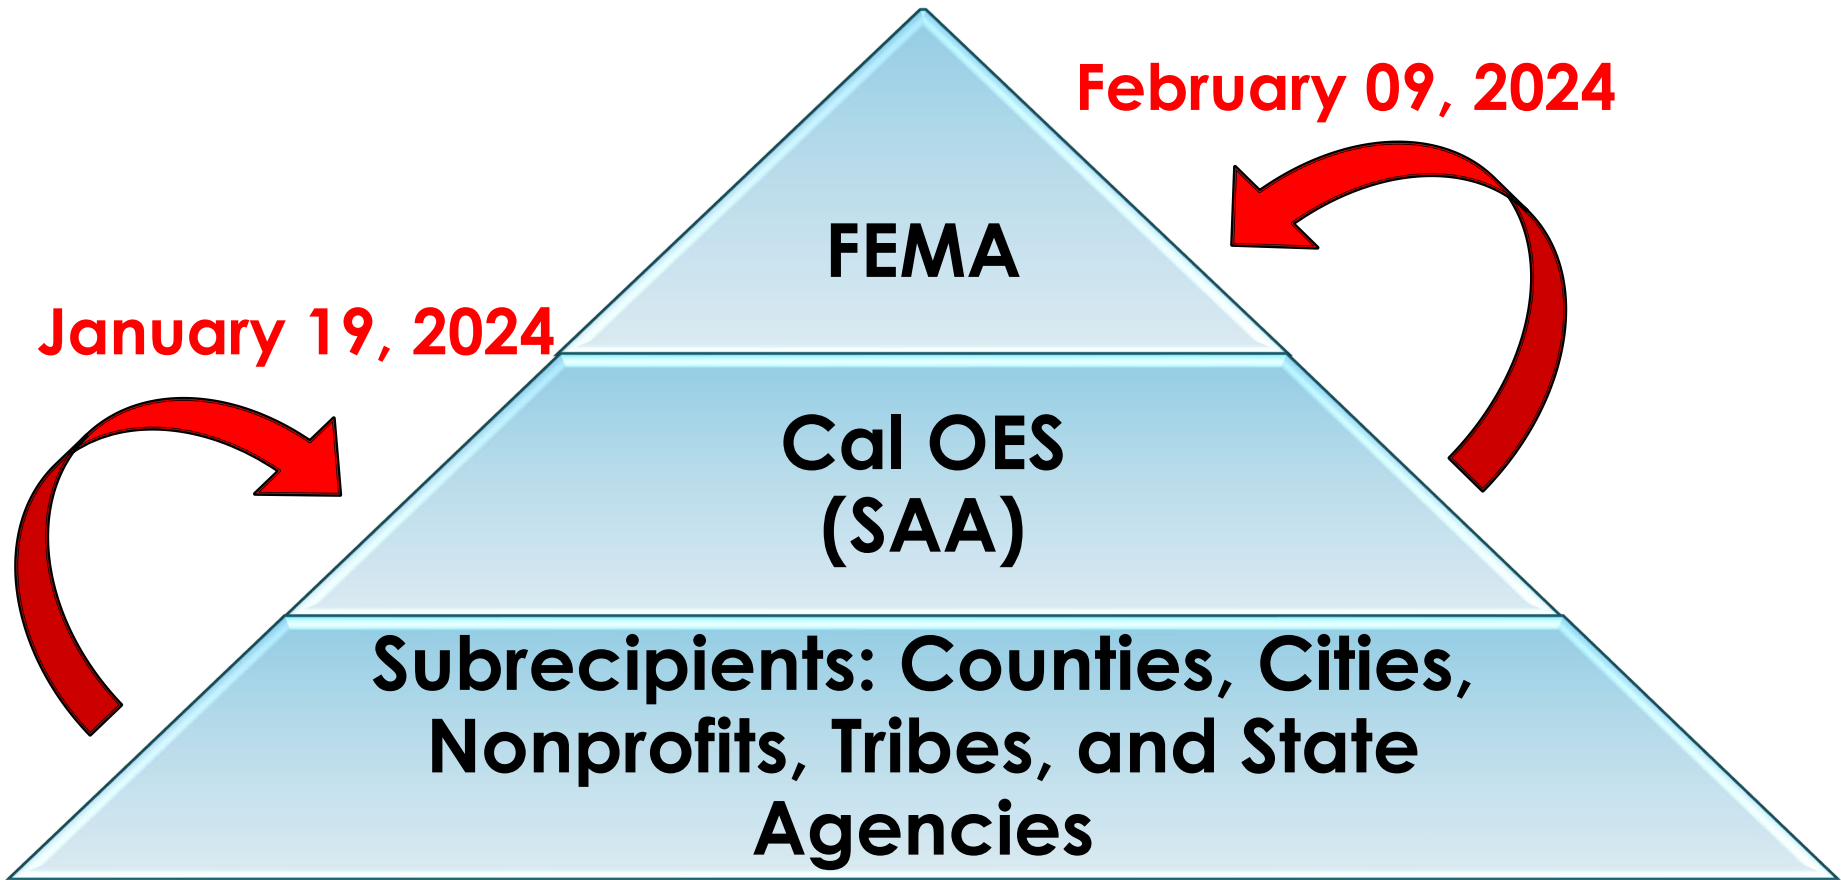 February 09, 2024
FEMA
January 19, 2024
Cal OES
(SAA)
Subrecipients: Counties, Cities,
Nonprofits, Tribes, and State
Agencies